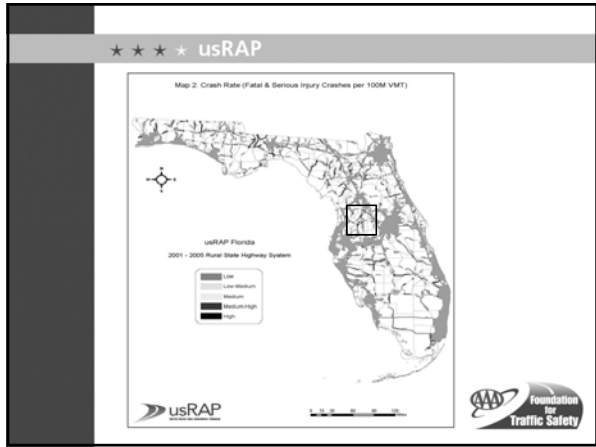 usRAP
Map 2. Crash Rate (Fatal & Serious Injury Crashes per 100M VMT)
N
W
E
S
usRAP Florida
2001 - 2005 Rural State Highway System
Low
Low-Medium
Medium
Medium-High
High
usRAP
AAA
Foundation
for
Traffic Safety